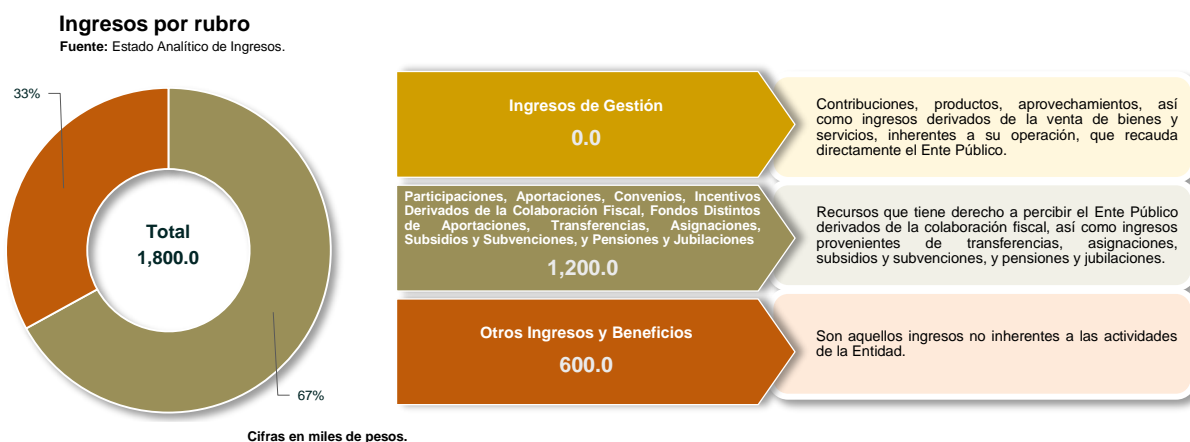 Ingresos por rubro
Fuente: Estado Analítico de Ingresos.
33%
Total
1,800.0
67%
Ingresos de Gestión
0.0
Contribuciones, productos, aprovechamientos, así
como ingresos derivados de la venta de bienes y
servicios, inherentes a su operación, que recauda
directamente el Ente Público.
Participaciones, Aportaciones, Convenios, Incentivos
Derivados de la Colaboración Fiscal, Fondos Distintos
de Aportaciones, Transferencias, Asignaciones,
Subsidios y Subvenciones, y Pensiones y Jubilaciones
1,200.0
Recursos que tiene derecho a percibir el Ente Público
derivados de la colaboración fiscal, así como ingresos
provenientes de transferencias, asignaciones,
subsidios y subvenciones, y pensiones y jubilaciones.
Otros Ingresos y Beneficios
600.0
Son aquellos ingresos no inherentes a las actividades
de la Entidad.
Cifras en miles de pesos.